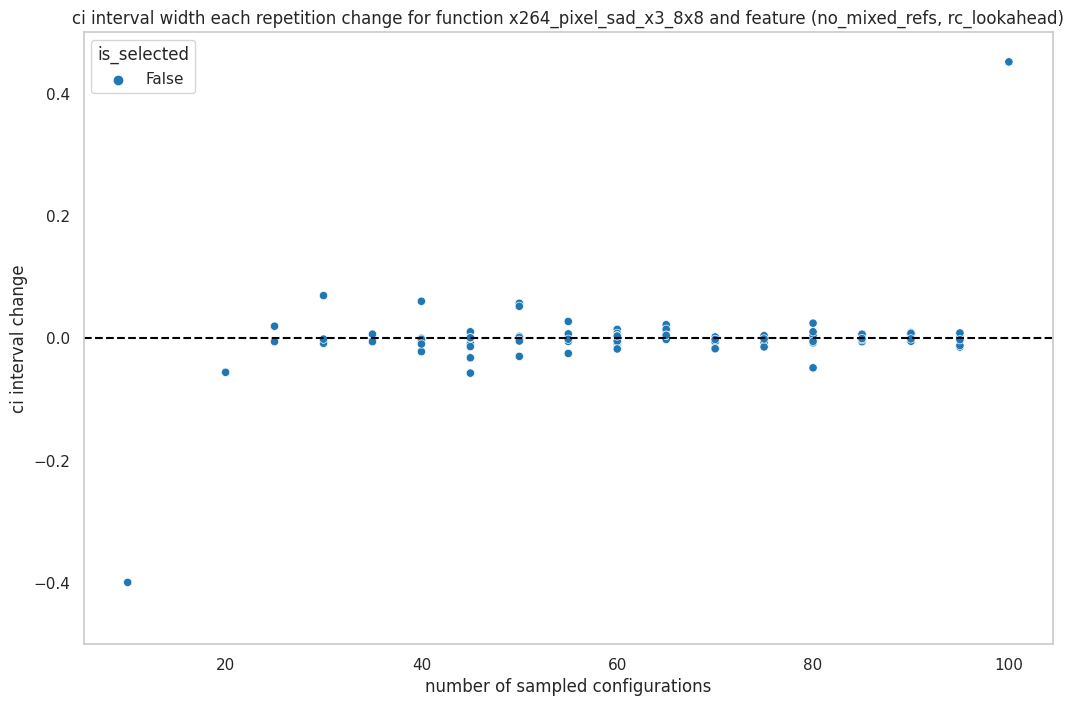 ci interval width each repetition change for function x264_pixel_sad_x3_8x8 and feature (no_mixed_refs, rc_lookahead)
is_selected
False
ci interval change
0.4
0.2
0.0
−0.2
−0.4
20 40 60 80 100
number of sampled configurations